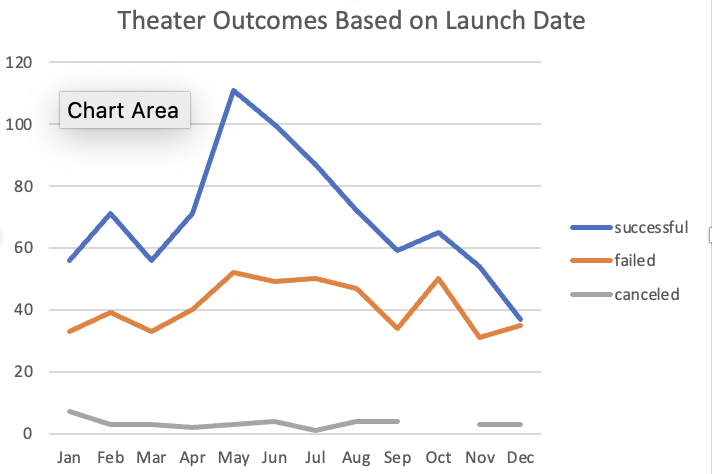 Theater Outcomes Based on Launch Date
120
Chart Area
100
80
60
40
20
0
successful
failed
canceled
Jan Feb Mar Apr May Jun Jul Aug Sep Oct Nov Dec